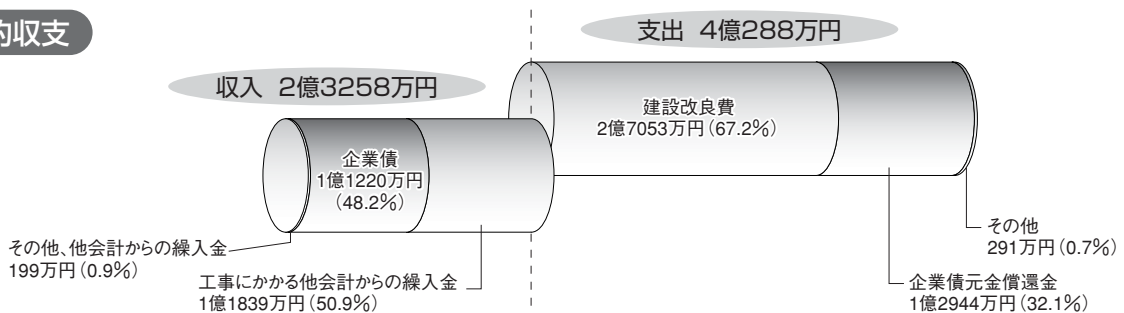 的収支
支出 4億288万円
収入 2億3258万円
建設改良費
2億7053万円(67.2%)
企業債
1億1220万円
(48.2%)
その他、他会計からの繰入金
199万円(0.9%)
工事にかかる他会計からの繰入金
1億1839万円(50.9%)
その他
291万円(0.7%)
企業債元金償還金
1億2944万円(32.1%)